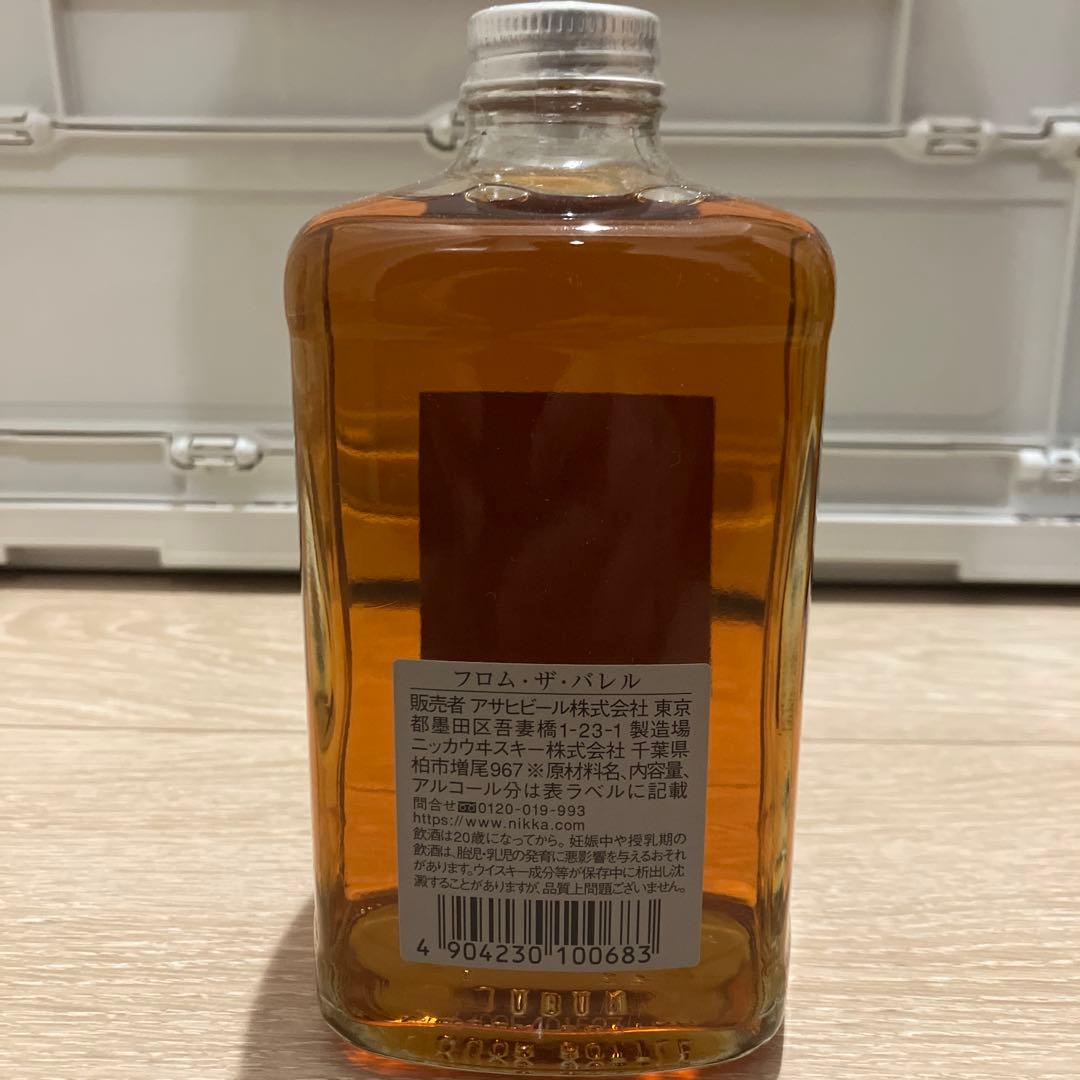 フロム・ザ・バレル
販売者 アサヒビール株式会社 東京
都墨田区吾妻橋1-23-1 製造場
ニッカウヰスキー株式会社 千葉県
柏市増尾967 ※原材料名、内容量、
アルコール分は表ラベルに記載
問合せ 0120-019-993
https://www.nikka.com
飲酒は20歳になってから。妊娠中や授乳期の
飲酒は、胎児・乳児の発育に悪影響を与えるおそれ
があります。ウイスキー成分等が保存中に析出し沈
澱することがありますが、品質上問題ございません。
4 904230 100683